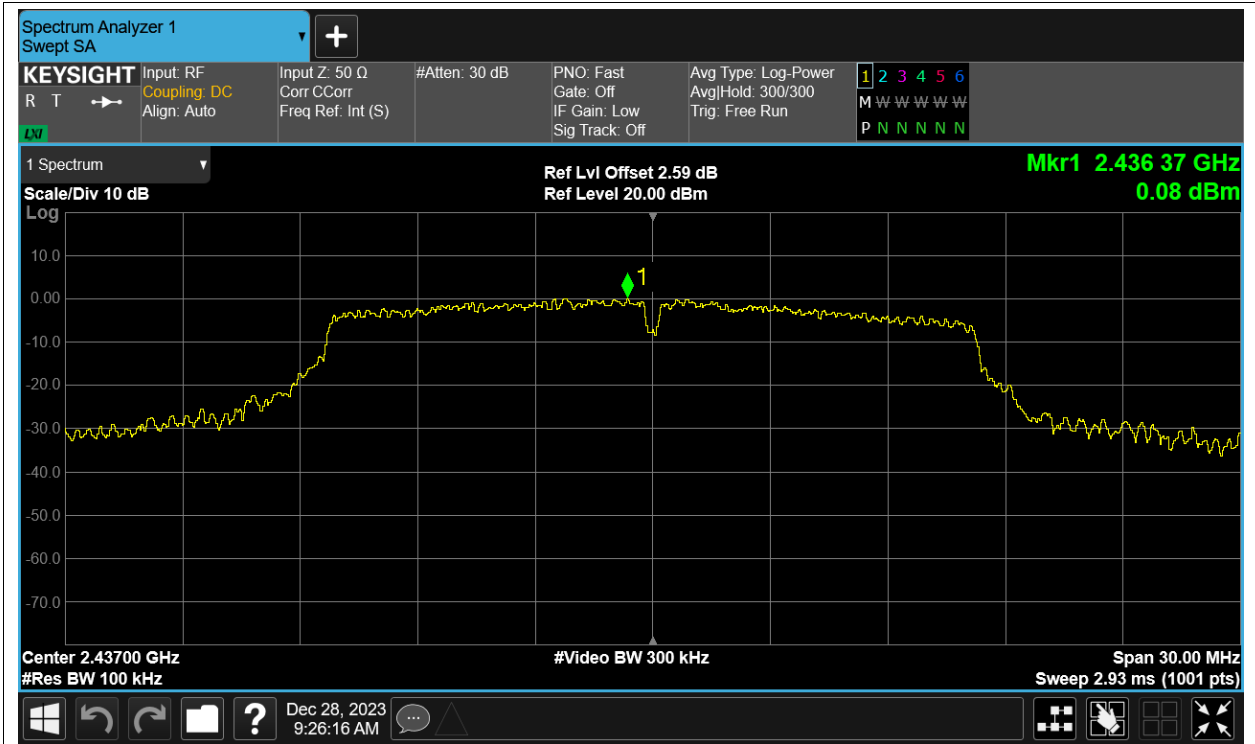 Spectrum Analyzer 1
Swept SA
KEYSIGHT
R T
LXI
Input: RF
Coupling: DC
Align: Auto
Input Z: 50 Ω
Corr CCorr
Freq Ref: Int (S)
#Atten: 30 dB
PNO: Fast
Gate: Off
IF Gain: Low
Sig Track: Off
Avg Type: Log-Power
Avg|Hold: 300/300
Trig: Free Run
1 2 3 4 5 6
M W W W W W
P N N N N N
1 Spectrum
Scale/Div 10 dB
Log
Ref Lvl Offset 2.59 dB
Ref Level 20.00 dBm
Mkr1 2.436 37 GHz
0.08 dBm
10.0
0.00
-10.0
-20.0
-30.0
-40.0
-50.0
-60.0
-70.0
1
Center 2.43700 GHz
#Res BW 100 kHz
#Video BW 300 kHz
Span 30.00 MHz
Sweep 2.93 ms (1001 pts)
?
Dec 28, 2023
9:26:16 AM